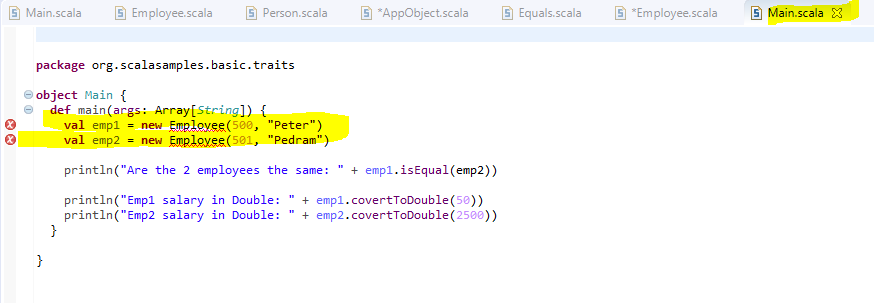 Main.scala Employee.scala Person.scala *AppObject.scala Equals.scala *Employee.scala Main.scala
package org.scalasamples.basic.traits
object Main {
def main(args: Array[String]) {
val emp1 = new Employee(500, "Peter")
val emp2 = new Employee(501, "Pedram")
println("Are the 2 employees the same: " + emp1.isEqual(emp2))
println("Emp1 salary in Double: " + emp1.covertToDouble(50))
println("Emp2 salary in Double: " + emp2.covertToDouble(2500))
}
}